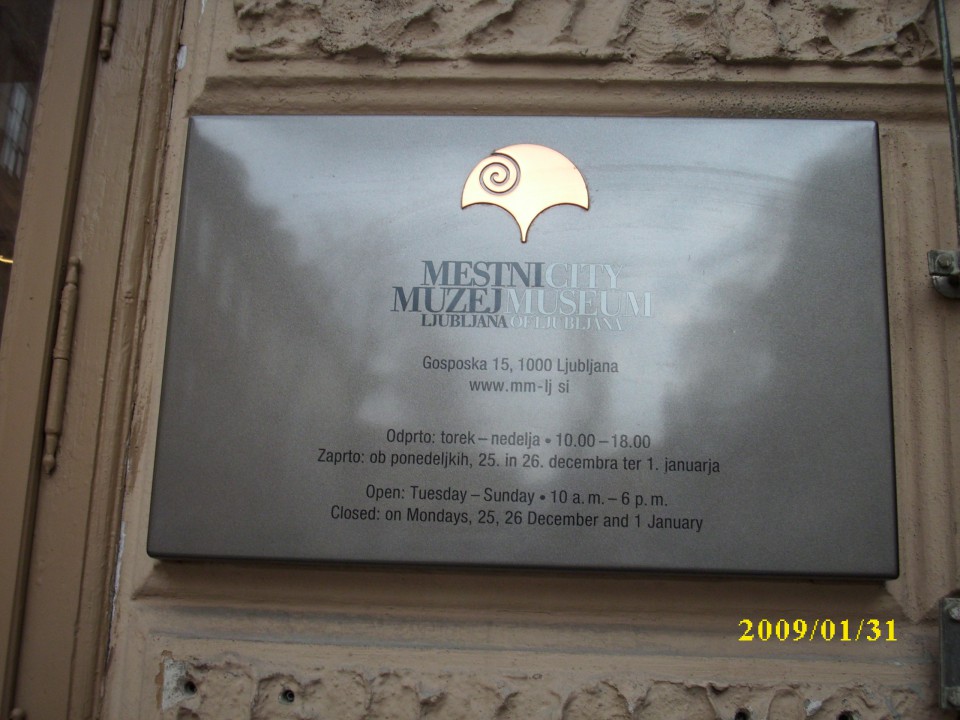 MESTNI CITY
MUZEJ MUSEUM
LJUBLJANA OF LJUBLJANA
Gosposka 15, 1000 Ljubljana
www.mm-lj si
Odprto: torek – nedelja • 10.00 – 18.00
Zaprto: ob ponedeljkih, 25. in 26. decembra ter 1. januarja
Open: Tuesday – Sunday • 10 a. m. – 6 p. m.
Closed: on Mondays, 25, 26 December and 1 January
2009/01/31